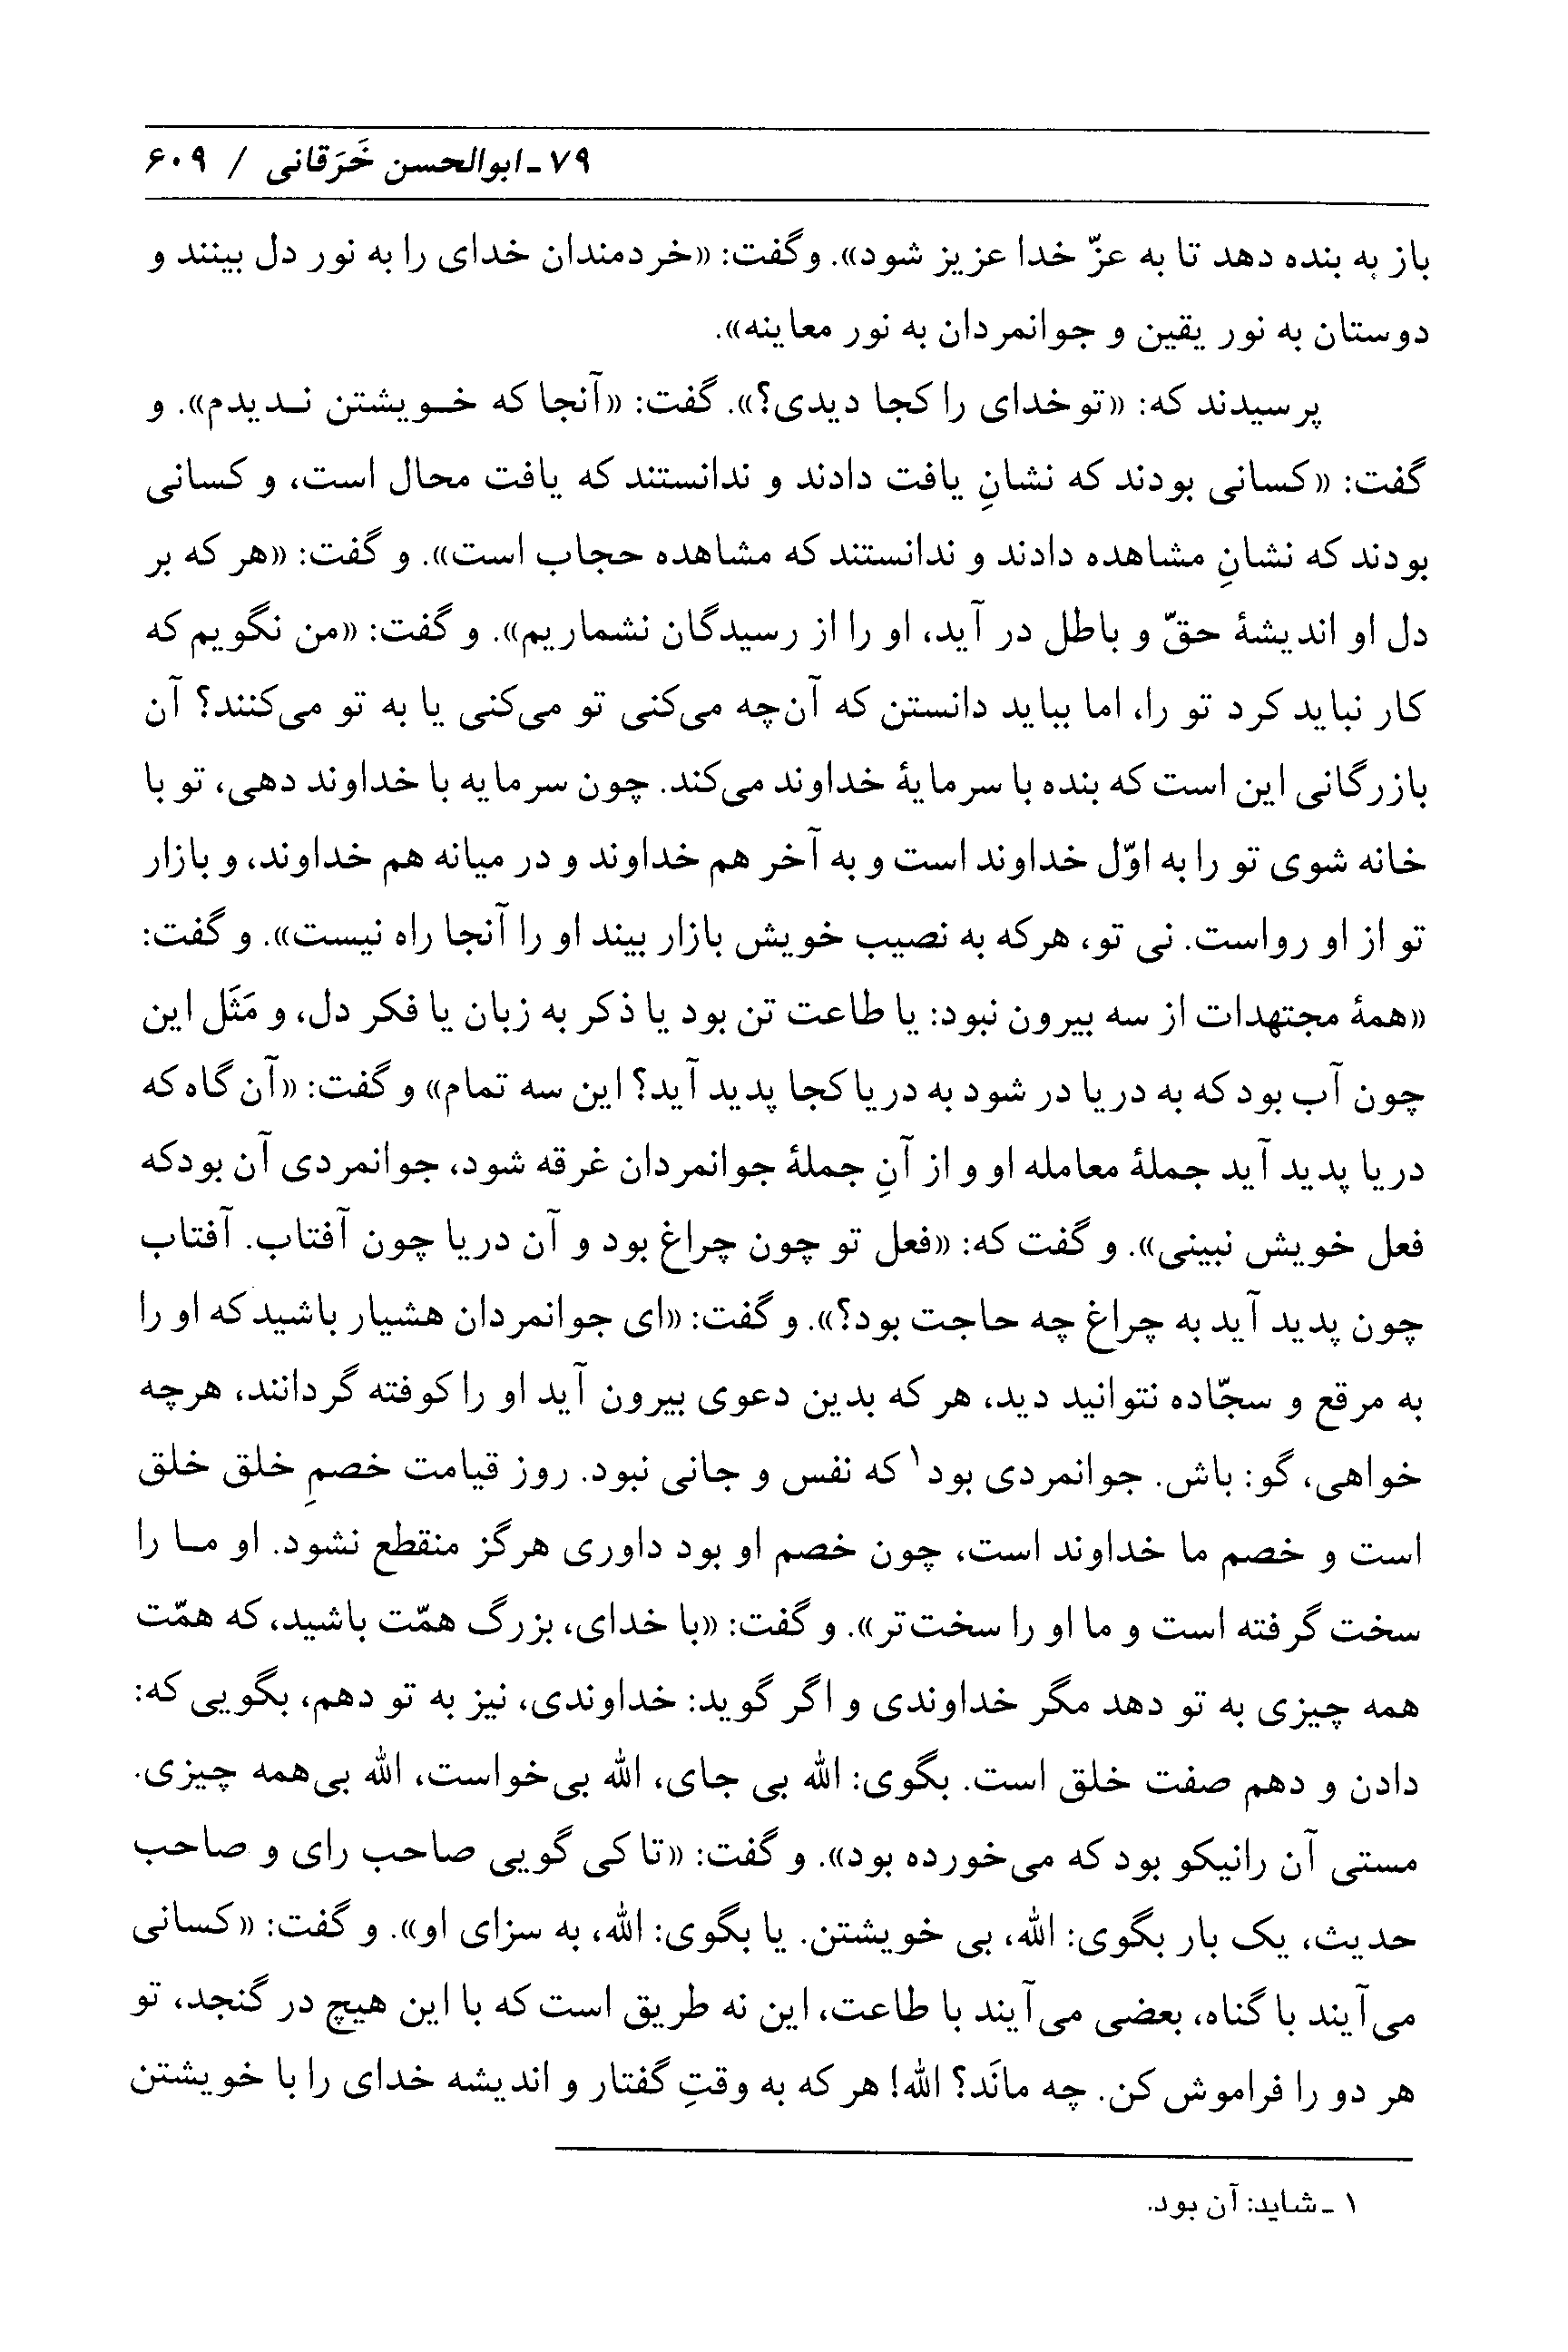 ۷۹ ـ ابوالحسن خَرَقانی / ۶۰۹
باز به بنده دهد تا به عزّ خدا عزیز شود». وگفت: «خردمندان خدای را به نور دل بینند و
دوستان به نور یقین و جوانمردان به نور معاینه».
پرسیدند که: «تو خدای را کجا دیدی؟». گفت: «آنجا که خـویشتن نـدیدم». و
گفت: «کسانی بودند که نشانِ یافت دادند و ندانستند که یافت محال است، و کسانی
بودند که نشانِ مشاهده دادند و ندانستند که مشاهده حجاب است». و گفت: «هر که بر
دل او اندیشهٔ حقّ و باطل در آید، او را از رسیدگان نشماریم». و گفت: «من نگویم که
کار نباید کرد تو را، اما بباید دانستن که آن‌چه می‌کنی تو می‌کنی یا به تو می‌کنند؟ آن
بازرگانی این است که بنده با سرمایهٔ خداوند می‌کند. چون سرمایه با خداوند دهی، تو با
خانه شوی تو را به اوّل خداوند است و به آخر هم خداوند و در میانه هم خداوند، و بازار
تو از او رواست. نی تو، هرکه به نصیب خویش بازار بیند او را آنجا راه نیست». و گفت:
«همهٔ مجتهدات از سه بیرون نبود: یا طاعت تن بود یا ذکر به زبان یا فکر دل، و مَثَل این
چون آب بود که به دریا در شود به دریا کجا پدید آید؟ این سه تمام» و گفت: «آن گاه که
دریا پدید آید جملهٔ معامله او و از آنِ جملهٔ جوانمردان غرقه شود، جوانمردی آن بودکه
فعل خویش نبینی». و گفت که: «فعل تو چون چراغ بود و آن دریا چون آفتاب. آفتاب
چون پدید آید به چراغ چه حاجت بود؟». و گفت: «ای جوانمردان هشیار باشید که او را
به مرقع و سجّاده نتوانید دید، هر که بدین دعوی بیرون آید او را کوفته گردانند، هرچه
خواهی، گو: باش. جوانمردی بود۱ که نفس و جانی نبود. روز قیامت خصمِ خلق خلق
است و خصم ما خداوند است، چون خصم او بود داوری هرگز منقطع نشود. او مـا را
سخت گرفته است و ما او را سخت‌تر». و گفت: «با خدای، بزرگ همّت باشید، که همّت
همه چیزی به تو دهد مگر خداوندی و اگر گوید: خداوندی، نیز به تو دهم، بگویی که:
دادن و دهم صفت خلق است. بگوی: الله بی جای، الله بی‌خواست، الله بی‌همه چیزی.
مستی آن رانیکو بود که می‌خورده بود». و گفت: «تا کی گویی صاحب رای و صاحب
حدیث، یک بار بگوی: الله، بی خویشتن. یا بگوی: الله، به سزای او». و گفت: «کسانی
می‌آیند با گناه، بعضی می‌آیند با طاعت، این نه طریق است که با این هیچ در گنجد، تو
هر دو را فراموش کن. چه مانَد؟ الله! هر که به وقتِ گفتار و اندیشه خدای را با خویشتن
۱ ـ شاید: آن بود.